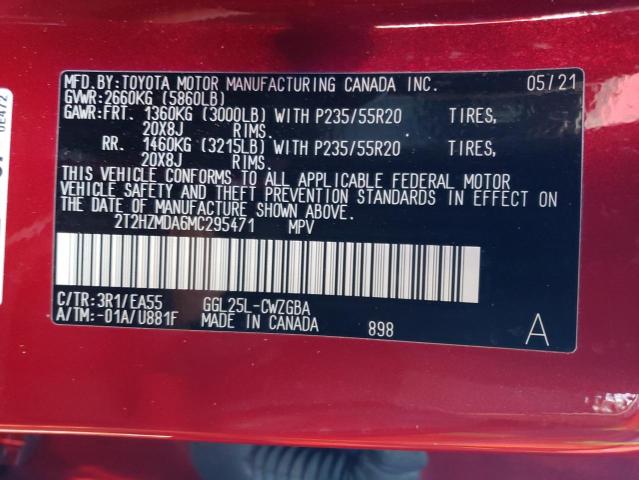 MFD.BY:TOYOTA MOTOR MANUFACTURING CANADA INC. 05/21
GVWR:2660KG (5860LB)
GAWR:FRT. 1360KG (3000LB) WITH P235/55R20 TIRES,
20X8J RIMS.
RR. 1460KG (3215LB) WITH P235/55R20 TIRES,
20X8J RIMS.
THIS VEHICLE CONFORMS TO ALL APPLICABLE FEDERAL MOTOR
VEHICLE SAFETY AND THEFT PREVENTION STANDARDS IN EFFECT ON
THE DATE OF MANUFACTURE SHOWN ABOVE.
2T2HZMDA6MC295471 MPV
C/TR:3R1/EA55 GGL25L-CWZGBA
A/TM:-01A/U881F MADE IN CANADA 898 A
0E472